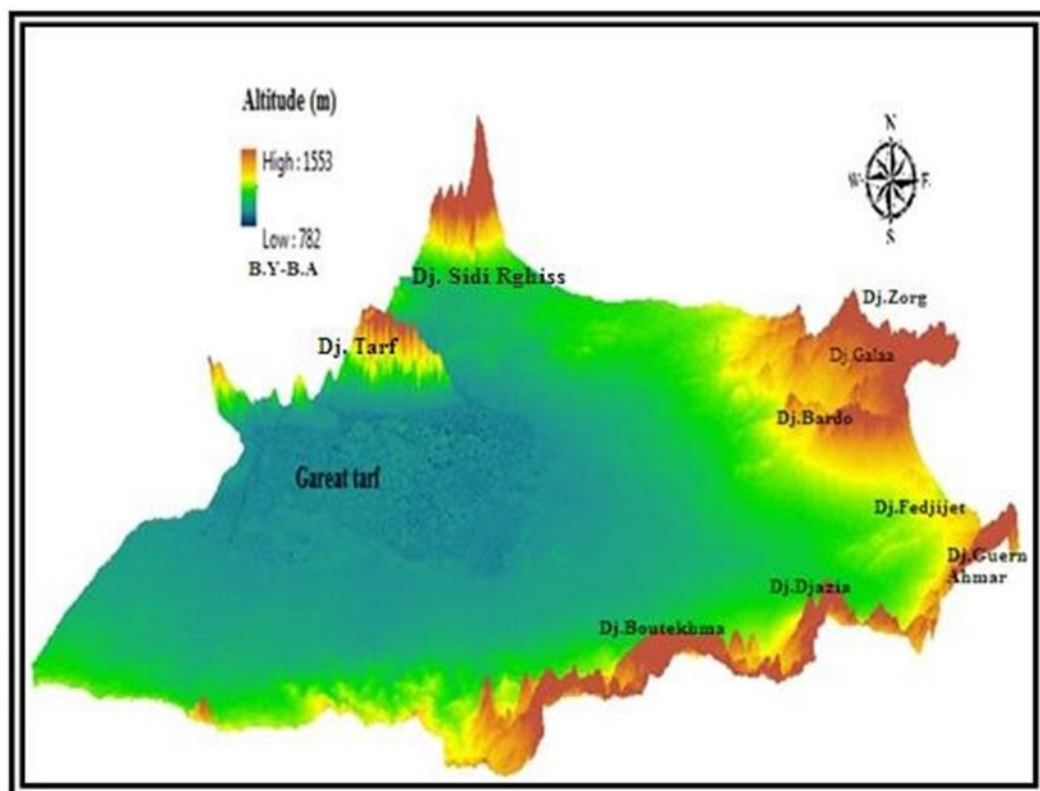 Altitude (m)
High : 1553
Low : 782
B.Y-B.A
N
W
E
S
Dj. Sidi Rghiss
Dj. Tarf
Dj.Zorg
Dj.Galaa
Dj.Bardo
Gareat tarf
Dj.Fedjijet
Dj.Guern
Ahmar
Dj.Djazia
Dj.Boutekhma